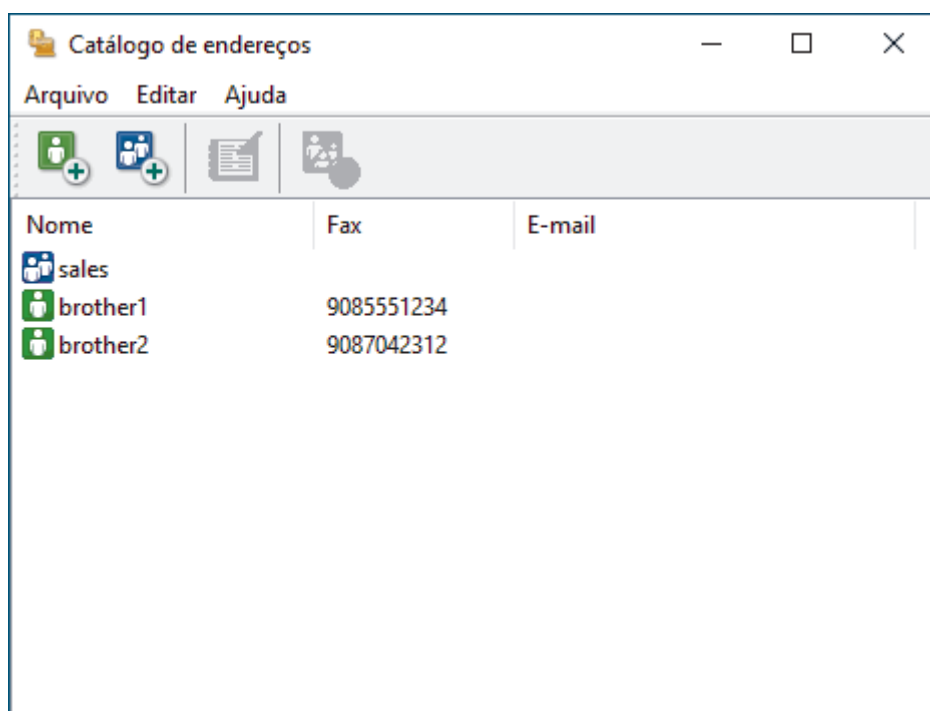 Catálogo de endereços
Arquivo Editar Ajuda
Nome Fax E-mail
sales
brother1 9085551234
brother2 9087042312